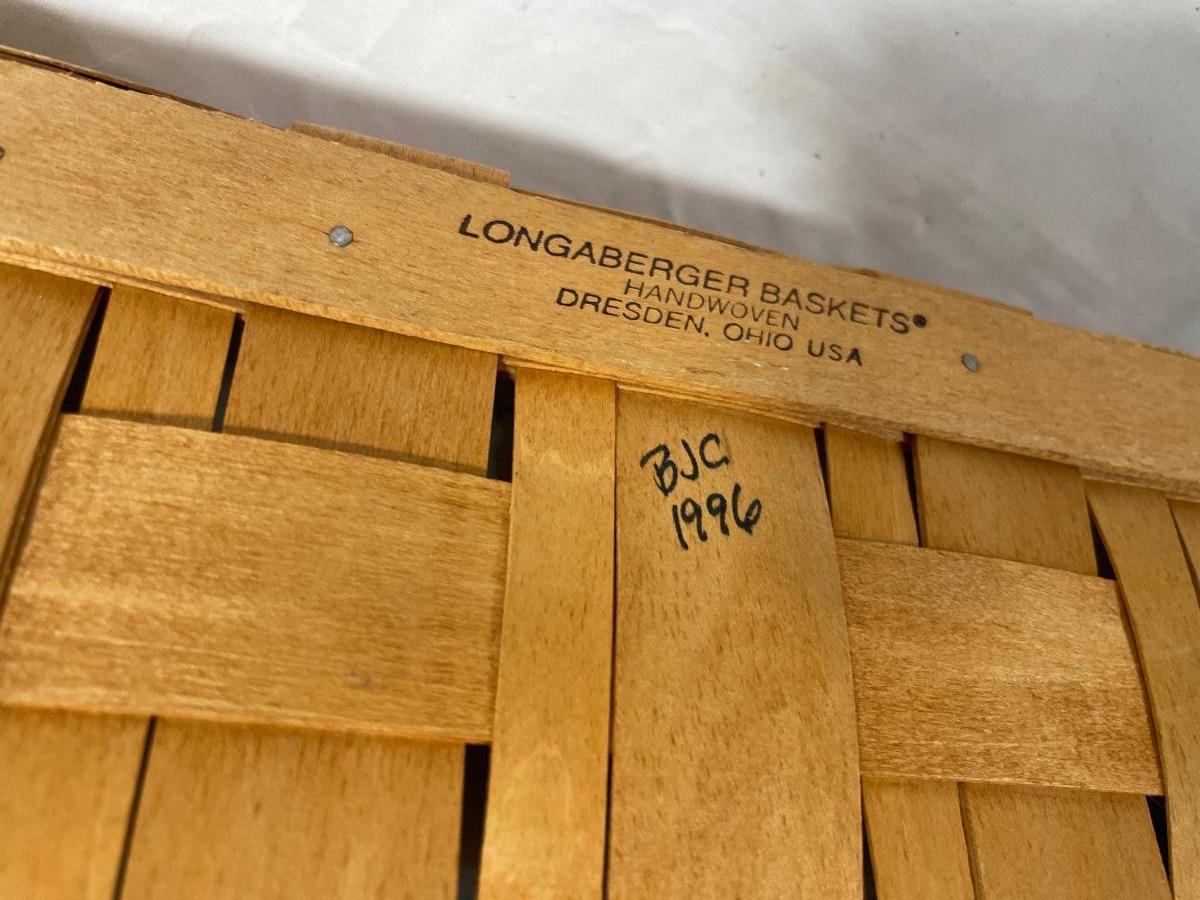 LONGABERGER BASKETS®
HANDWOVEN
DRESDEN, OHIO USA
BJC
1996